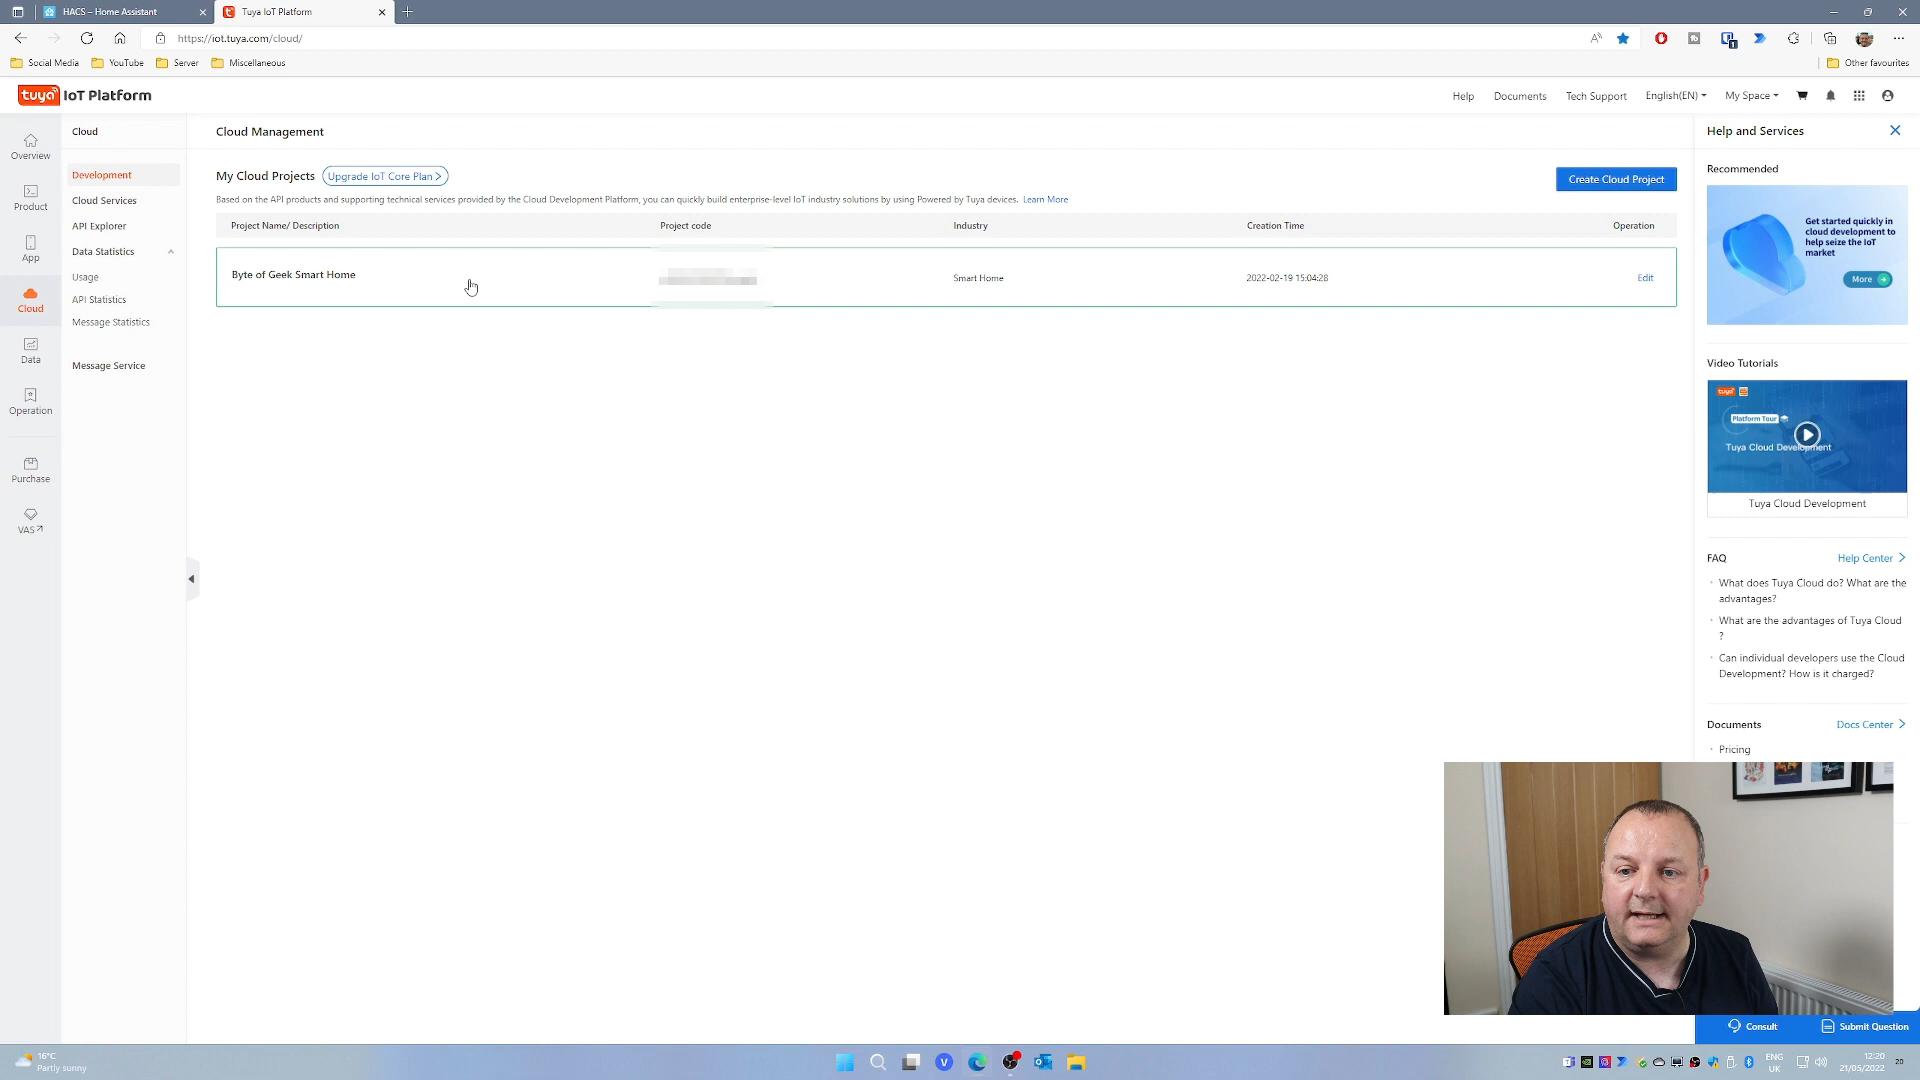 HACS – Home Assistant
Tuya IoT Platform
https://iot.tuya.com/cloud/
Social Media
YouTube
Server
Miscellaneous
Other favourites
tuya IoT Platform
Help
Documents
Tech Support
English(EN)
My Space
Overview
Product
App
Cloud
Data
Operation
Purchase
VAS
Cloud
Development
Cloud Services
API Explorer
Data Statistics
Usage
API Statistics
Message Statistics
Message Service
Cloud Management
My Cloud Projects
Upgrade IoT Core Plan >
Create Cloud Project
Based on the API products and supporting technical services provided by the Cloud Development Platform, you can quickly build enterprise-level IoT industry solutions by using Powered by Tuya devices. Learn More
Project Name/ Description
Project code
Industry
Creation Time
Operation
Byte of Geek Smart Home
Smart Home
2022-02-19 15:04:28
Edit
Help and Services
Recommended
Get started quickly in
cloud development to
help seize the IoT
market
More
Video Tutorials
tuya
Platform Tour
Tuya Cloud Development
Tuya Cloud Development
FAQ
Help Center >
What does Tuya Cloud do? What are the
advantages?
What are the advantages of Tuya Cloud
?
Can individual developers use the Cloud
Development? How is it charged?
Documents
Docs Center >
Pricing
Consult
Submit Question
16°C
Partly sunny
ENG
UK
12:20
21/05/2022
20